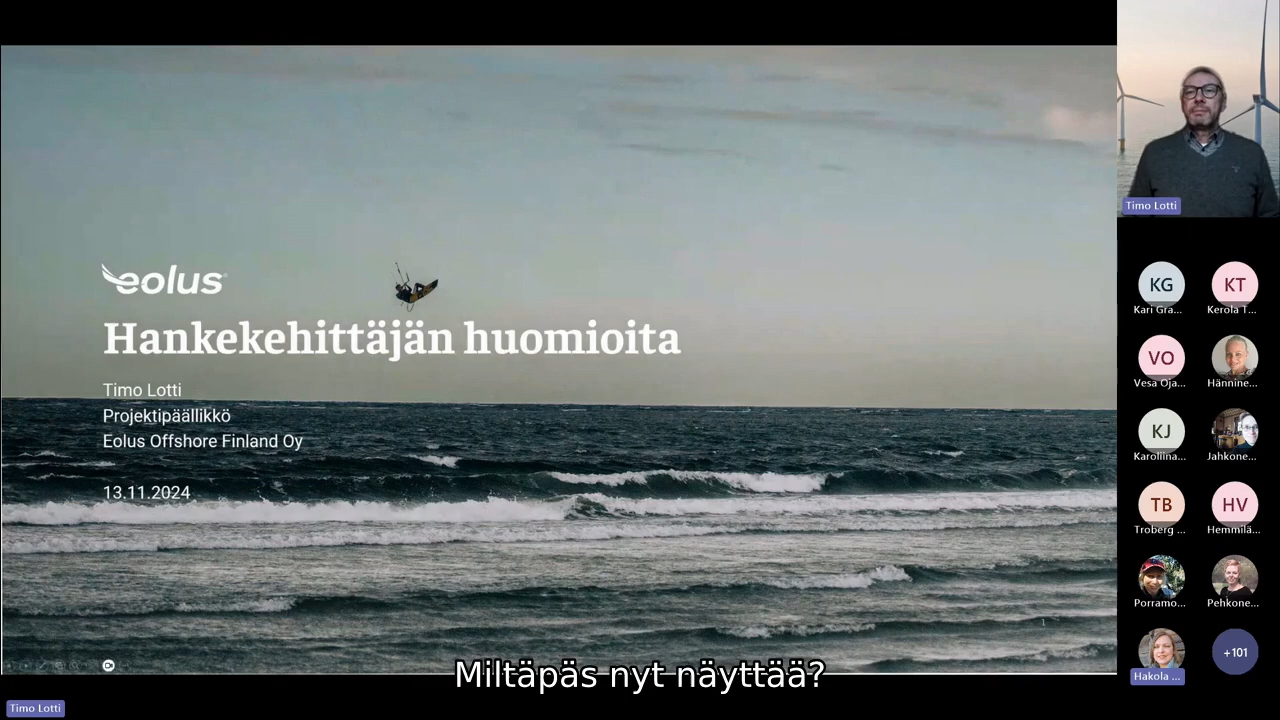 eolus
Hankekehittäjän huomioita
Timo Lotti
Projektipäällikkö
Eolus Offshore Finland Oy
13.11.2024
1
Miltäpäs nyt näyttää?
Timo Lotti
Timo Lotti
KG
Kari Gra...
KT
Kerola T...
VO
Vesa Oja...
Hännine...
KJ
Karoliina...
Jahkone...
TB
Troberg ...
HV
Hemmilä...
Porramo...
Pehkone...
Hakola ...
+101